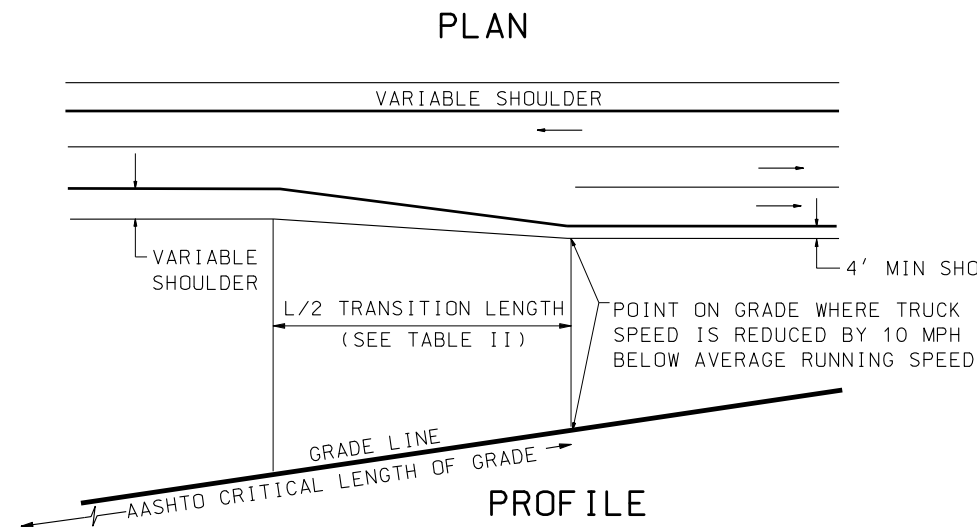 PLAN
VARIABLE SHOULDER
VARIABLE
SHOULDER
4' MIN SHO
L/2 TRANSITION LENGTH
(SEE TABLE II)
POINT ON GRADE WHERE TRUCK
SPEED IS REDUCED BY 10 MPH
BELOW AVERAGE RUNNING SPEED
GRADE LINE
AASHTO CRITICAL LENGTH OF GRADE
PROFILE